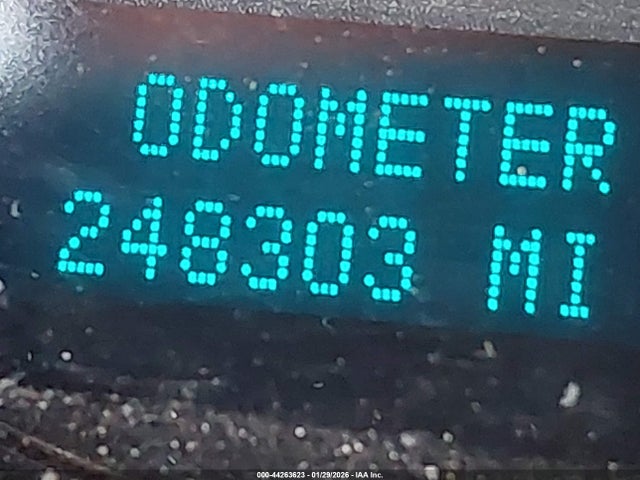 ODOMETER
248303 MI
000-44263623 - 01/29/2026 - IAA Inc.